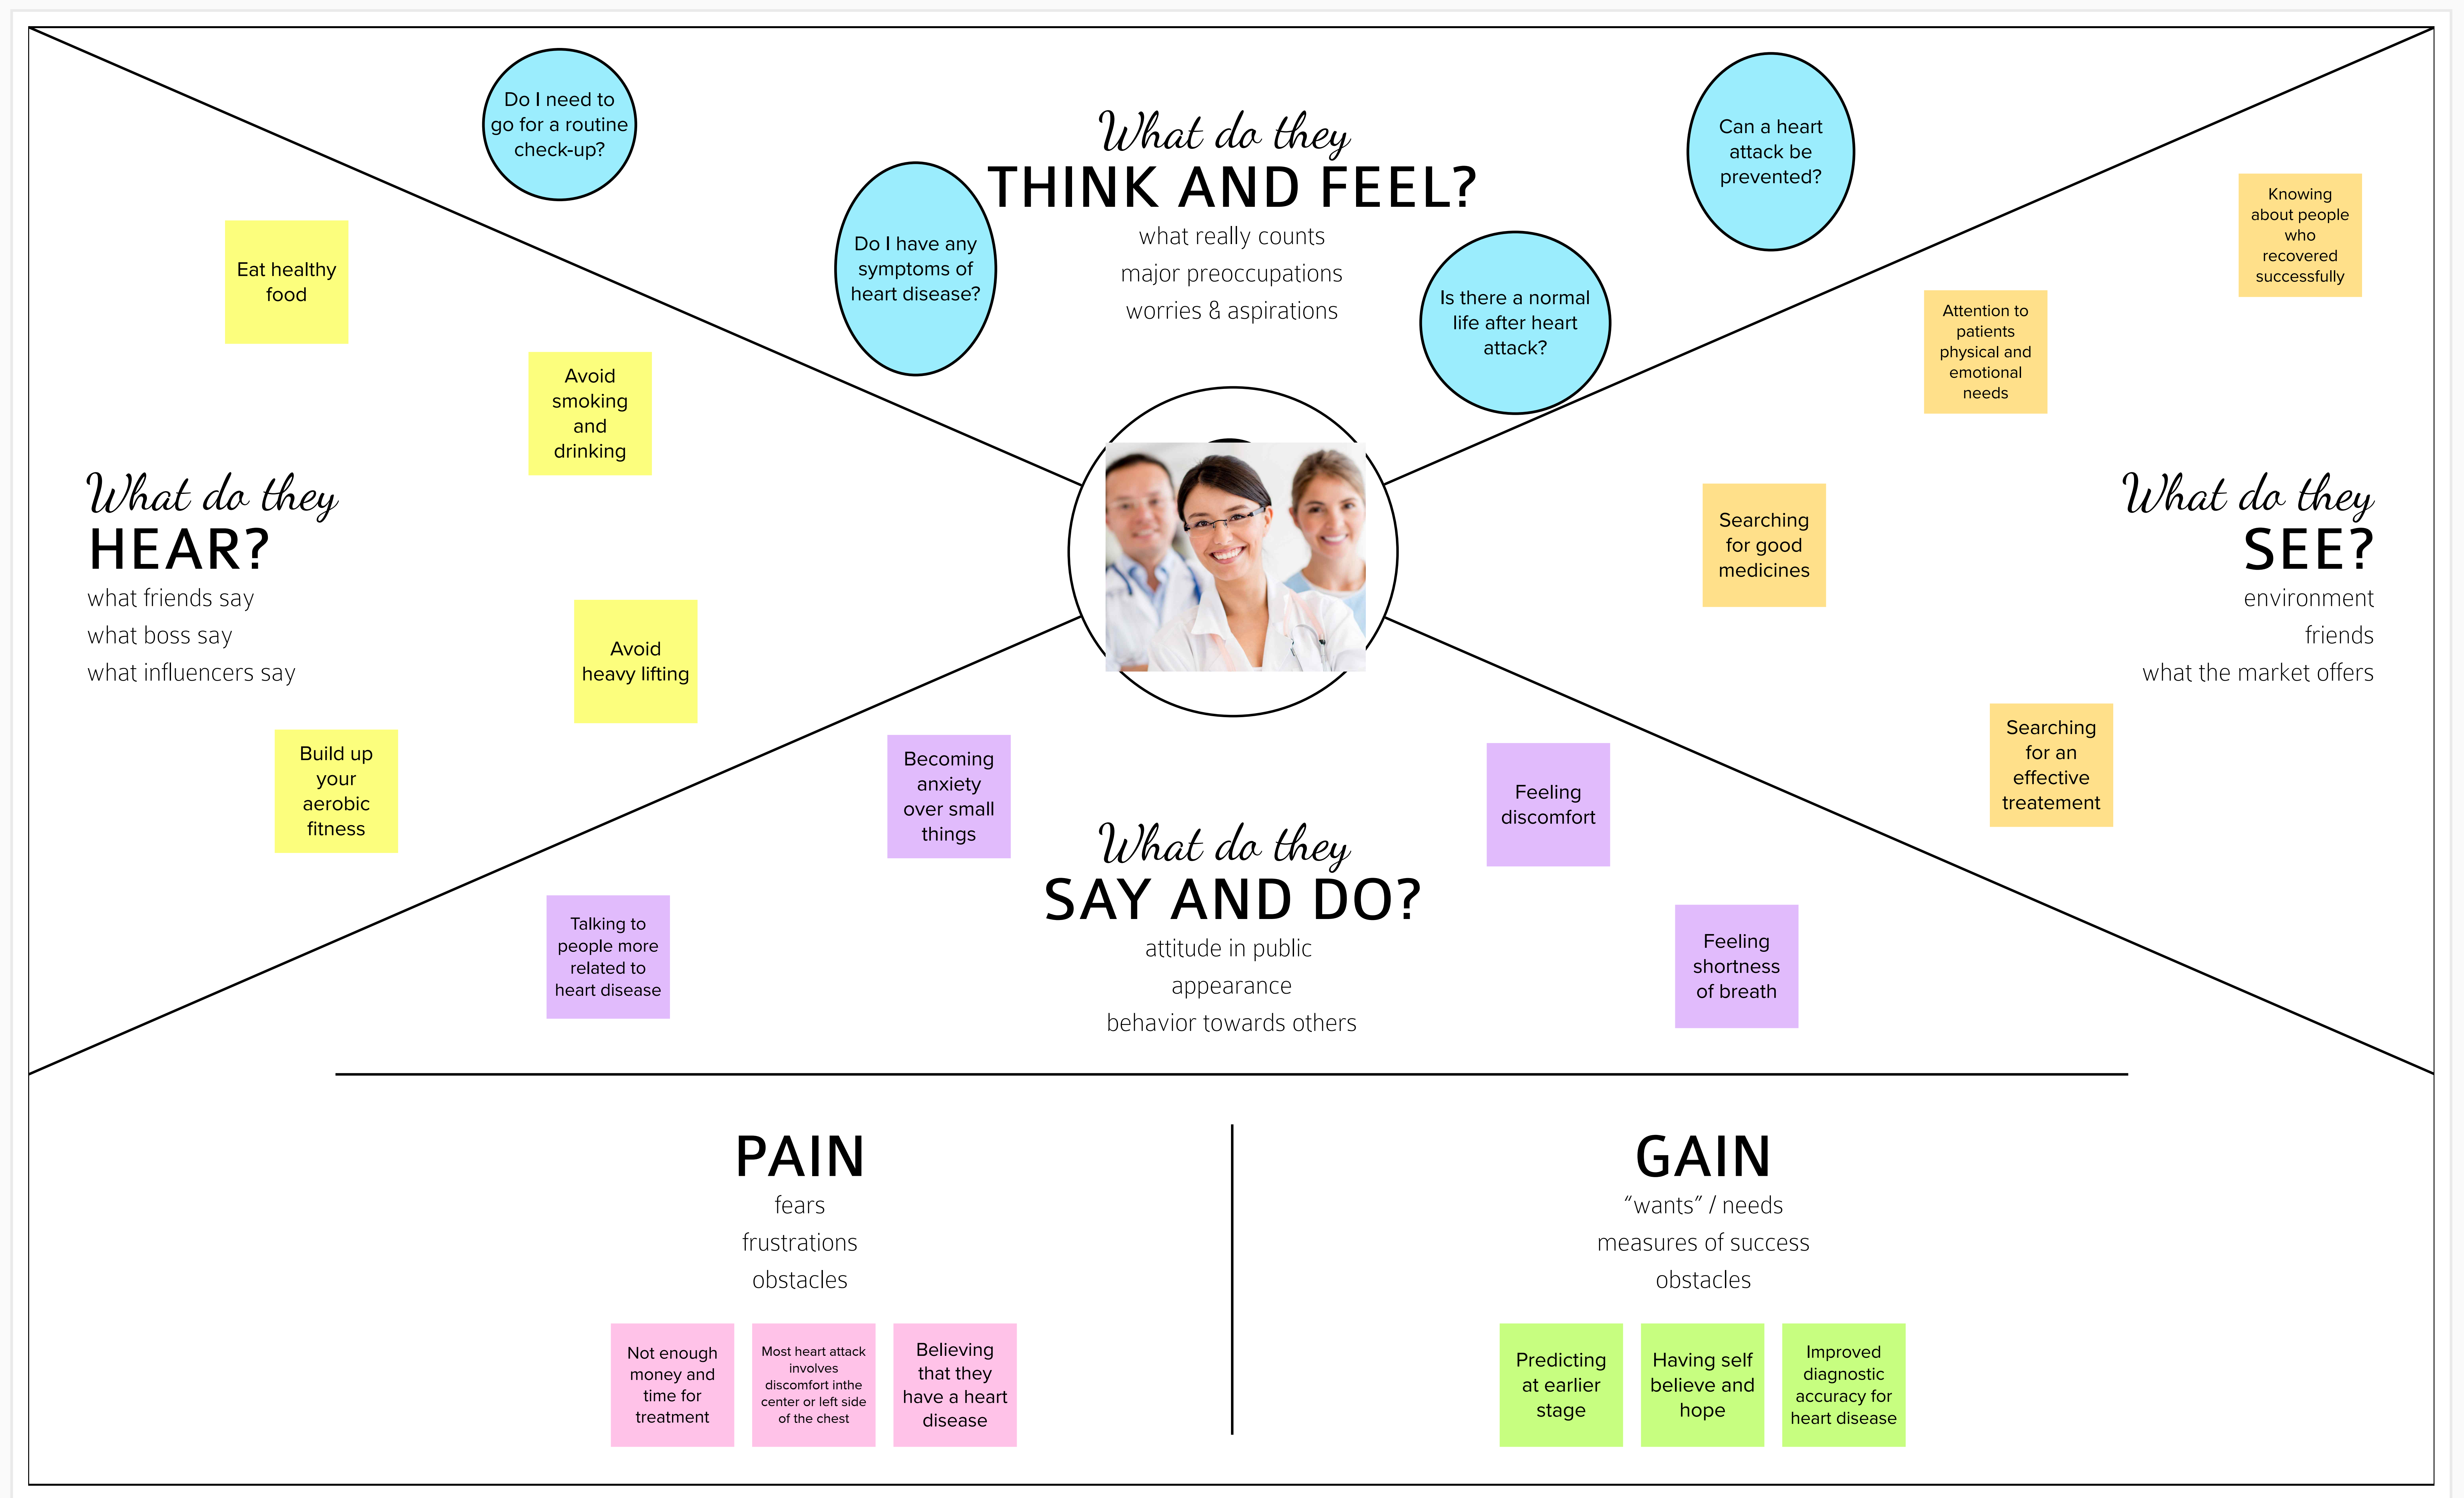 Do I need to
go for a routine
check-up?
What do they
THINK AND FEEL?
what really counts
major preoccupations
worries & aspirations
Do I have any
symptoms of
heart disease?
Can a heart
attack be
prevented?
Is there a normal
life after heart
attack?
Eat healthy
food
Avoid
smoking
and
drinking
What do they
HEAR?
what friends say
what boss say
what influencers say
Avoid
heavy lifting
Build up
your
aerobic
fitness
Knowing
about people
who
recovered
successfully
Attention to
patients
physical and
emotional
needs
Searching
for good
medicines
What do they
SEE?
environment
friends
what the market offers
Searching
for an
effective
treatement
Becoming
anxiety
over small
things
Talking to
people more
related to
heart disease
What do they
SAY AND DO?
attitude in public
appearance
behavior towards others
Feeling
discomfort
Feeling
shortness
of breath
PAIN
fears
frustrations
obstacles
Not enough
money and
time for
treatment
Most heart attack
involves
discomfort inthe
center or left side
of the chest
Believing
that they
have a heart
disease
GAIN
“wants” / needs
measures of success
obstacles
Predicting
at earlier
stage
Having self
believe and
hope
Improved
diagnostic
accuracy for
heart disease